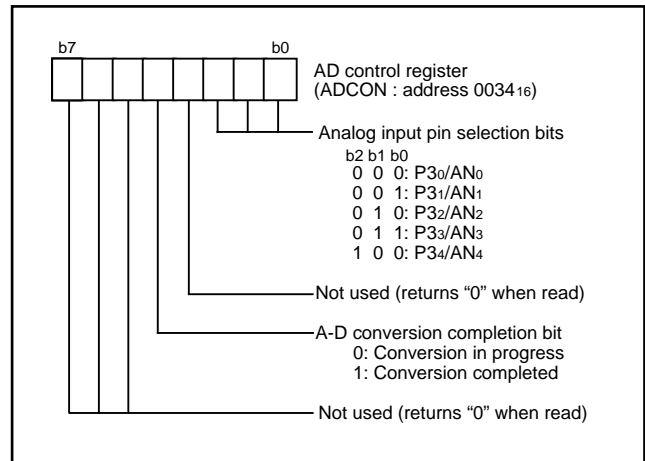 b7 b0
AD control register
(ADCON : address 003416)
Analog input pin selection bits
b2 b1 b0
0 0 0: P30/AN0
0 0 1: P31/AN1
0 1 0: P32/AN2
0 1 1: P33/AN3
1 0 0: P34/AN4
Not used (returns “0” when read)
A-D conversion completion bit
0: Conversion in progress
1: Conversion completed
Not used (returns “0” when read)